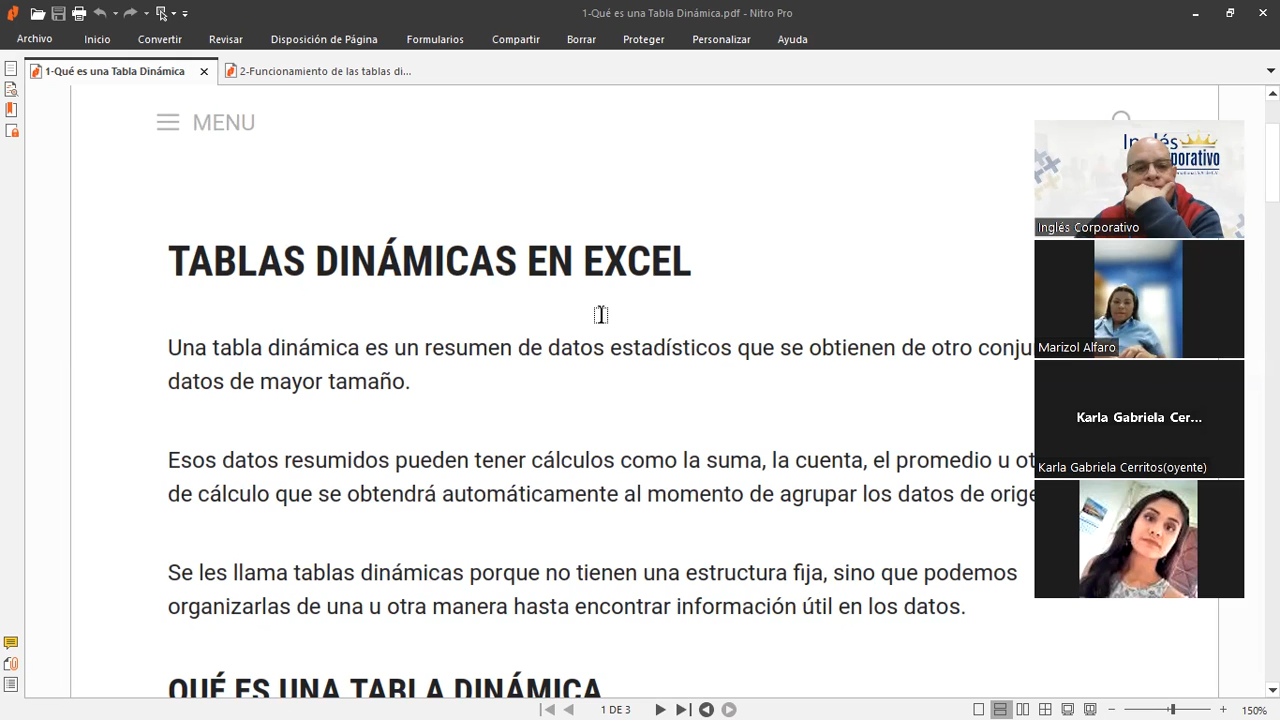 1-Qué es una Tabla Dinámica.pdf - Nitro Pro
Archivo Inicio Convertir Revisar Disposición de Página Formularios Compartir Borrar Proteger Personalizar Ayuda
1-Qué es una Tabla Dinámica 2-Funcionamiento de las tablas di...
MENU
TABLAS DINÁMICAS EN EXCEL
Una tabla dinámica es un resumen de datos estadísticos que se obtienen de otro conju
datos de mayor tamaño.
Esos datos resumidos pueden tener cálculos como la suma, la cuenta, el promedio u ot
de cálculo que se obtendrá automáticamente al momento de agrupar los datos de orige
Se les llama tablas dinámicas porque no tienen una estructura fija, sino que podemos
organizarlas de una u otra manera hasta encontrar información útil en los datos.
QUÉ ES UNA TABLA DINÁMICA
Inglés Corporativo
Marizol Alfaro
Karla Gabriela Cer...
Karla Gabriela Cerritos(oyente)
1 DE 3
150%